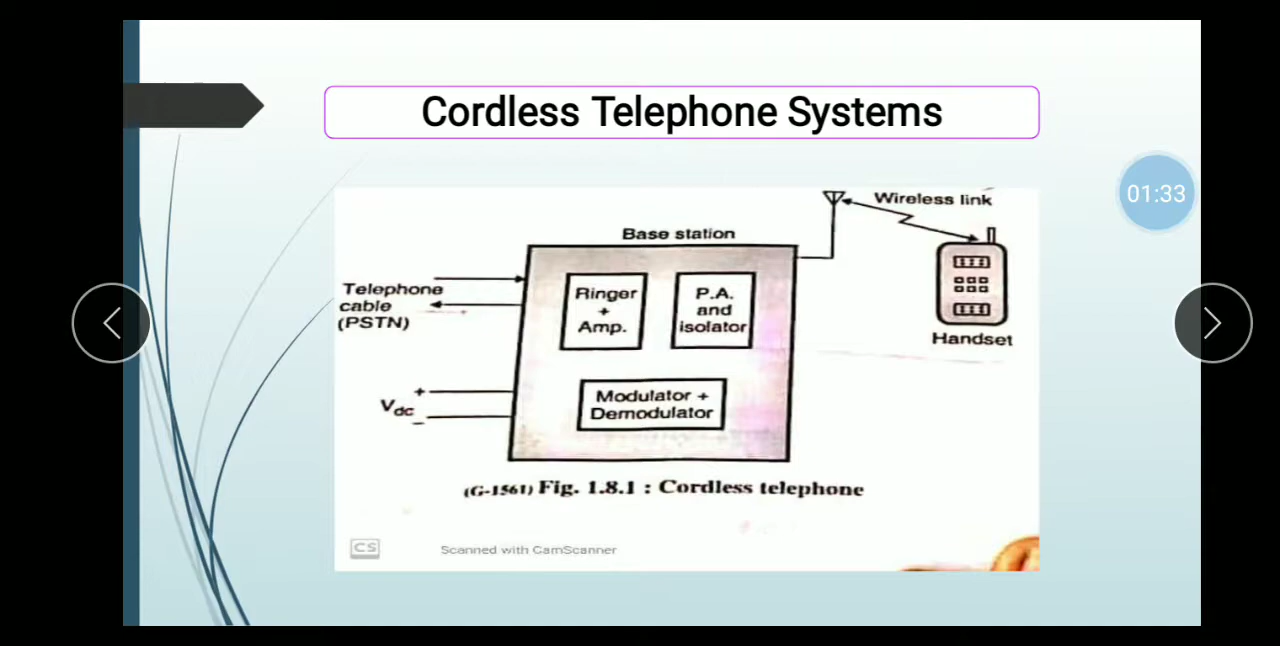 Cordless Telephone Systems
01:33
Wireless link
Base station
Telephone
cable
(PSTN)
Ringer
+
Amp.
P.A.
and
isolator
Handset
+
Vdc
−
Modulator +
Demodulator
(G-1561) Fig. 1.8.1 : Cordless telephone
CS
Scanned with CamScanner